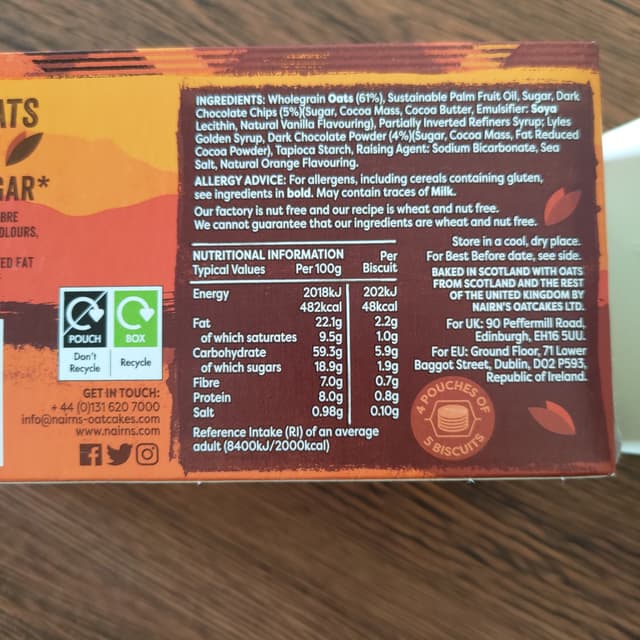 ATS
GAR*
BRE
OLOURS,
ED FAT
INGREDIENTS: Wholegrain Oats (61%), Sustainable Palm Fruit Oil, Sugar, Dark
Chocolate Chips (5%)(Sugar, Cocoa Mass, Cocoa Butter, Emulsifier: Soya
Lecithin, Natural Vanilla Flavouring), Partially Inverted Refiners Syrup; Lyles
Golden Syrup, Dark Chocolate Powder (4%)(Sugar, Cocoa Mass, Fat Reduced
Cocoa Powder), Tapioca Starch, Raising Agent: Sodium Bicarbonate, Sea
Salt, Natural Orange Flavouring.
ALLERGY ADVICE: For allergens, including cereals containing gluten,
see ingredients in bold. May contain traces of Milk.
Our factory is nut free and our recipe is wheat and nut free.
We cannot guarantee that our ingredients are wheat and nut free.
NUTRITIONAL INFORMATION Per
Typical Values Per 100g Biscuit
Energy 2018kJ 202kJ
482kcal 48kcal
Fat 22.1g 2.2g
of which saturates 9.5g 1.0g
Carbohydrate 59.3g 5.9g
of which sugars 18.9g 1.9g
Fibre 7.0g 0.7g
Protein 8.0g 0.8g
Salt 0.98g 0.10g
Reference Intake (RI) of an average
adult (8400kJ/2000kcal)
Store in a cool, dry place.
For Best Before date, see side.
BAKED IN SCOTLAND WITH OATS
FROM SCOTLAND AND THE REST
OF THE UNITED KINGDOM BY
NAIRN'S OATCAKES LTD.
For UK: 90 Peffermill Road,
Edinburgh, EH16 5UU.
For EU: Ground Floor, 71 Lower
Baggot Street, Dublin, D02 P593,
Republic of Ireland.
4 POUCHES OF
5 BISCUITS
POUCH BOX
Don't Recycle
Recycle
GET IN TOUCH:
+44 (0)131 620 7000
info@nairns-oatcakes.com
www.nairns.com